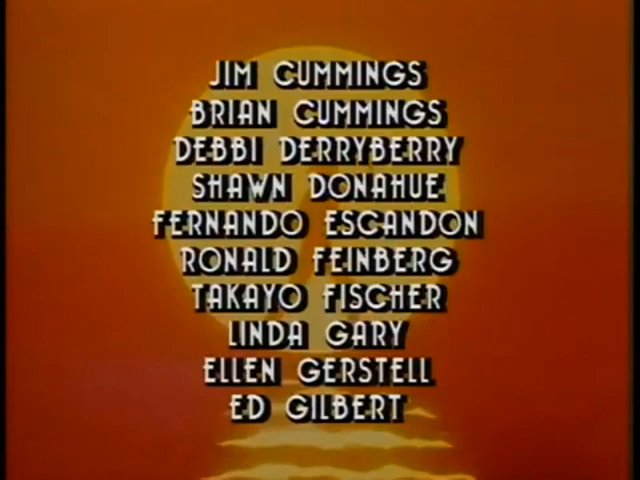 JIM CUMMINGS
BRIAN CUMMINGS
DEBBI DERRYBERRY
SHAWN DONAHUE
FERNANDO ESCANDON
RONALD FEINBERG
TAKAYO FISCHER
LINDA GARY
ELLEN GERSTELL
ED GILBERT